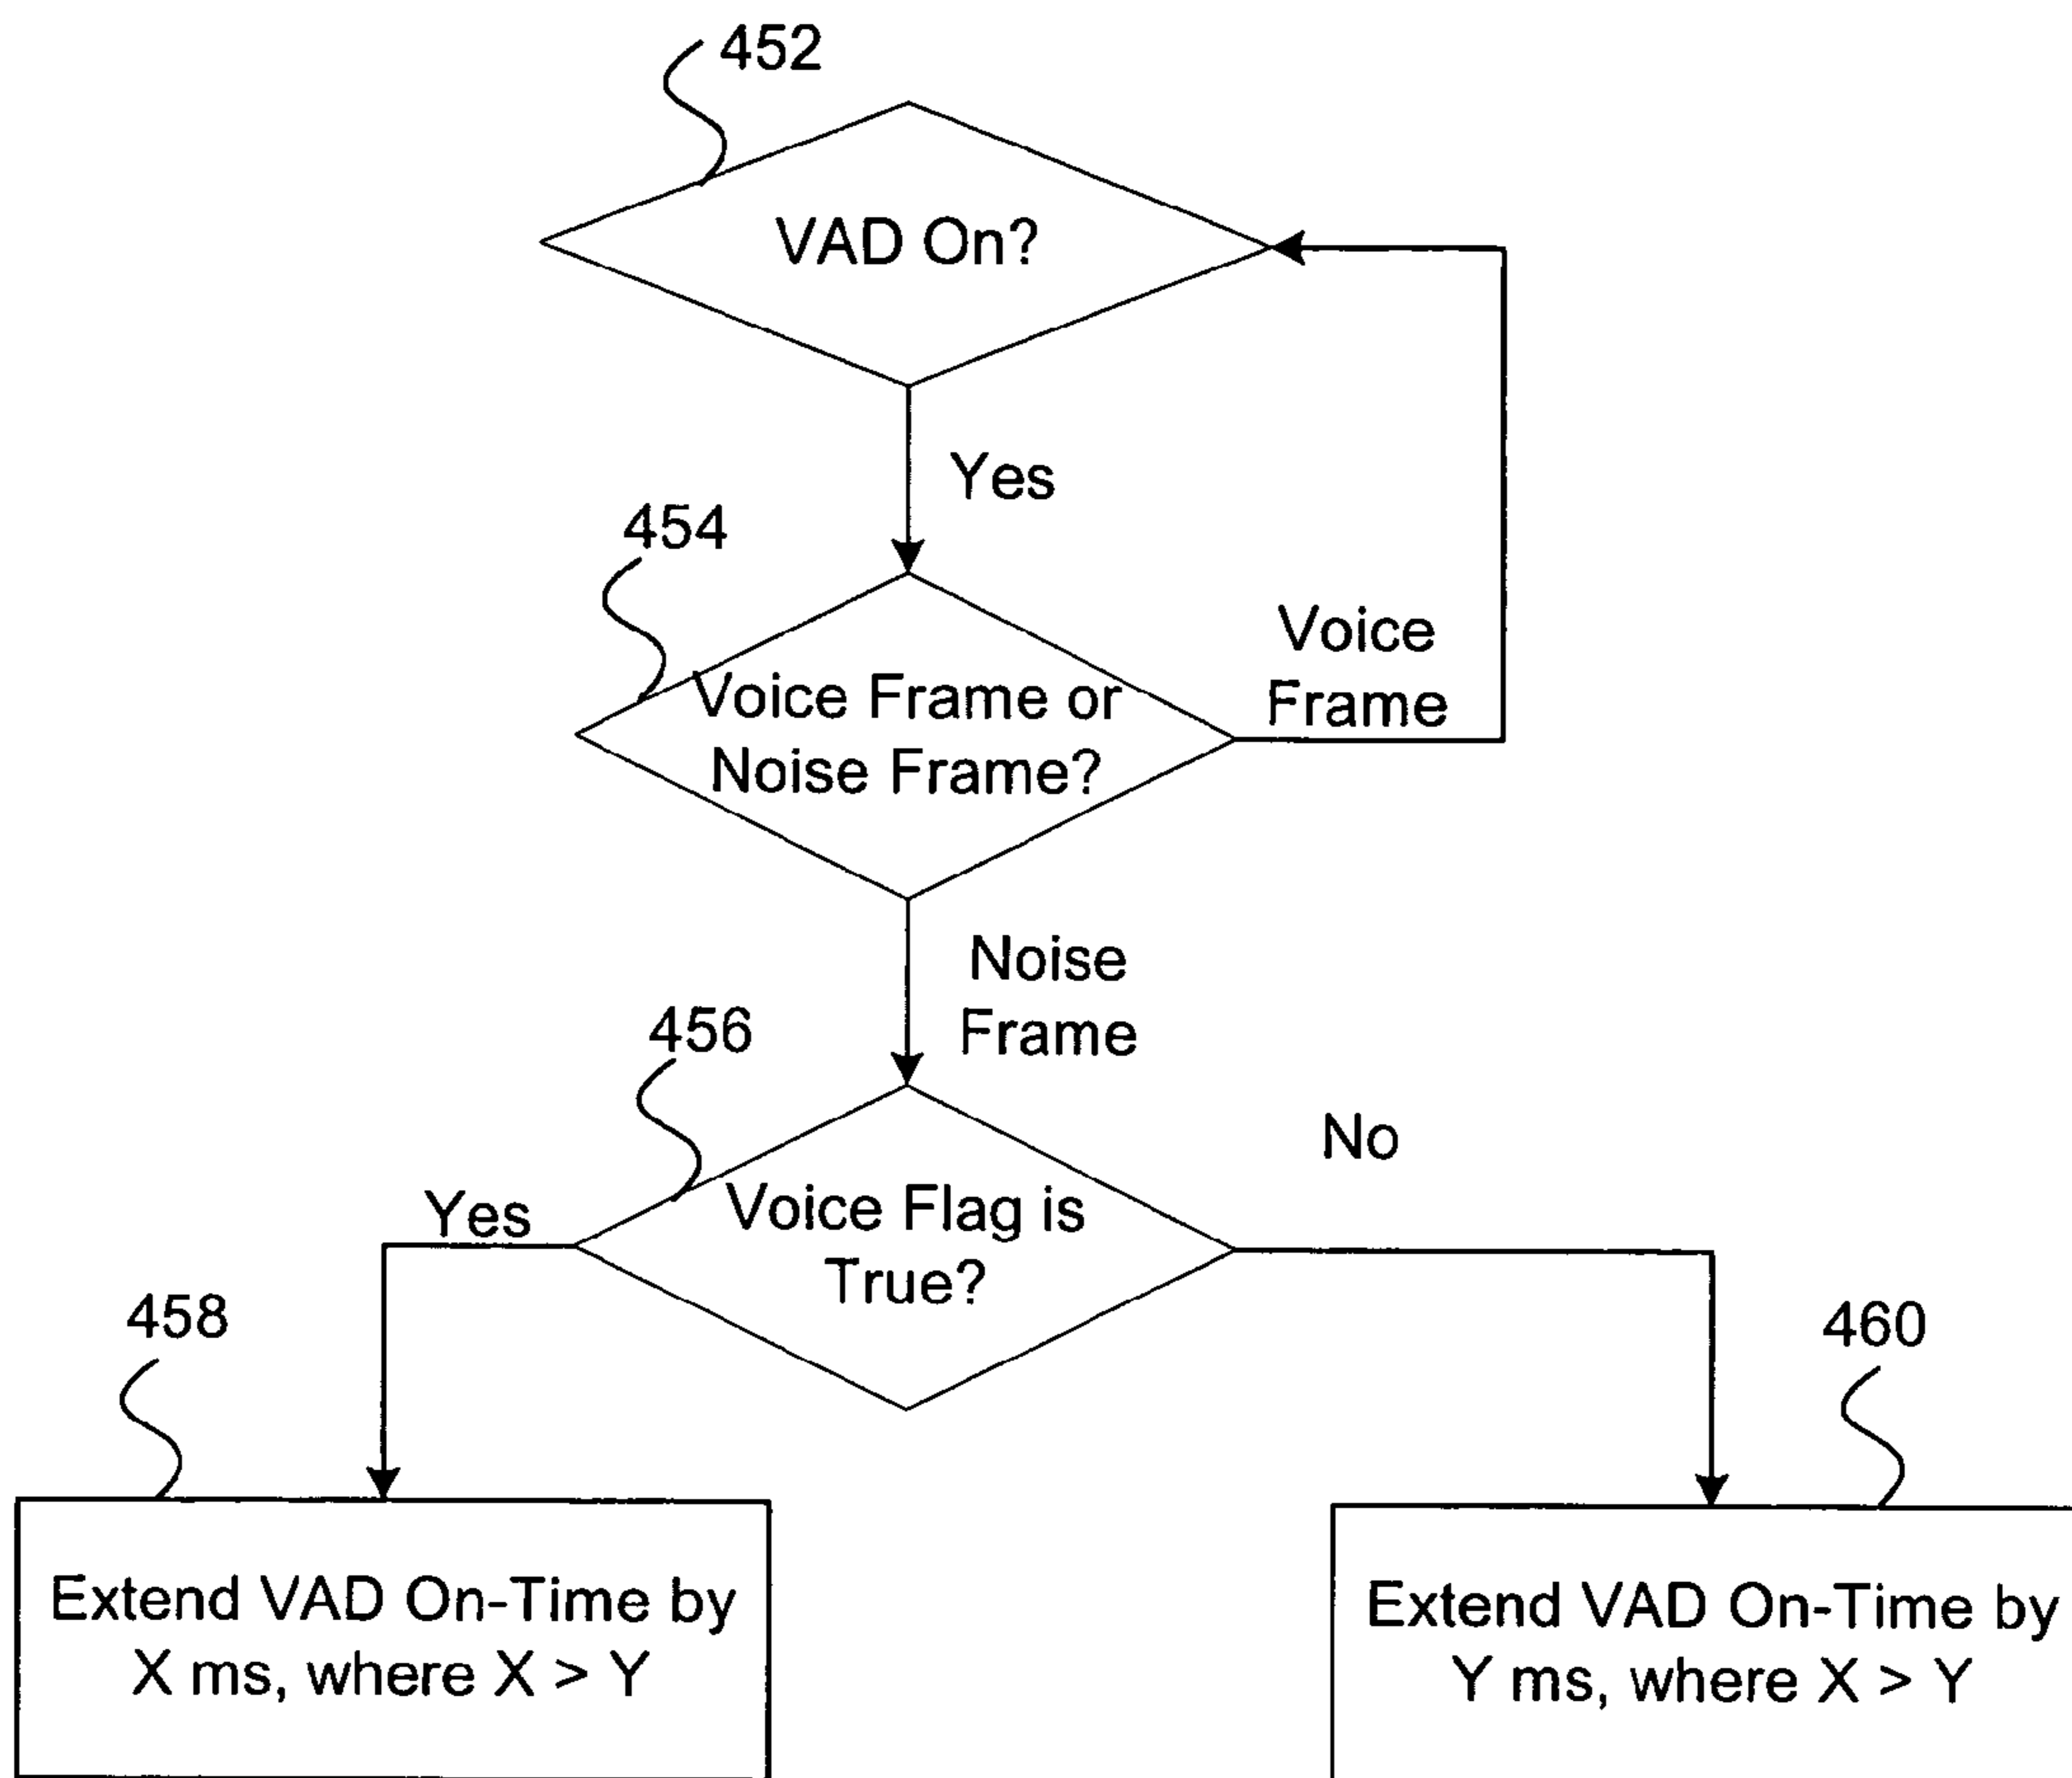 452
VAD On?
Yes
454
Voice
Frame
Voice Frame or
Noise Frame?
Noise
Frame
456
No
Yes
Voice Flag is
True?
458
460
Extend VAD On-Time by
X ms, where X > Y
Extend VAD On-Time by
Y ms, where X > Y